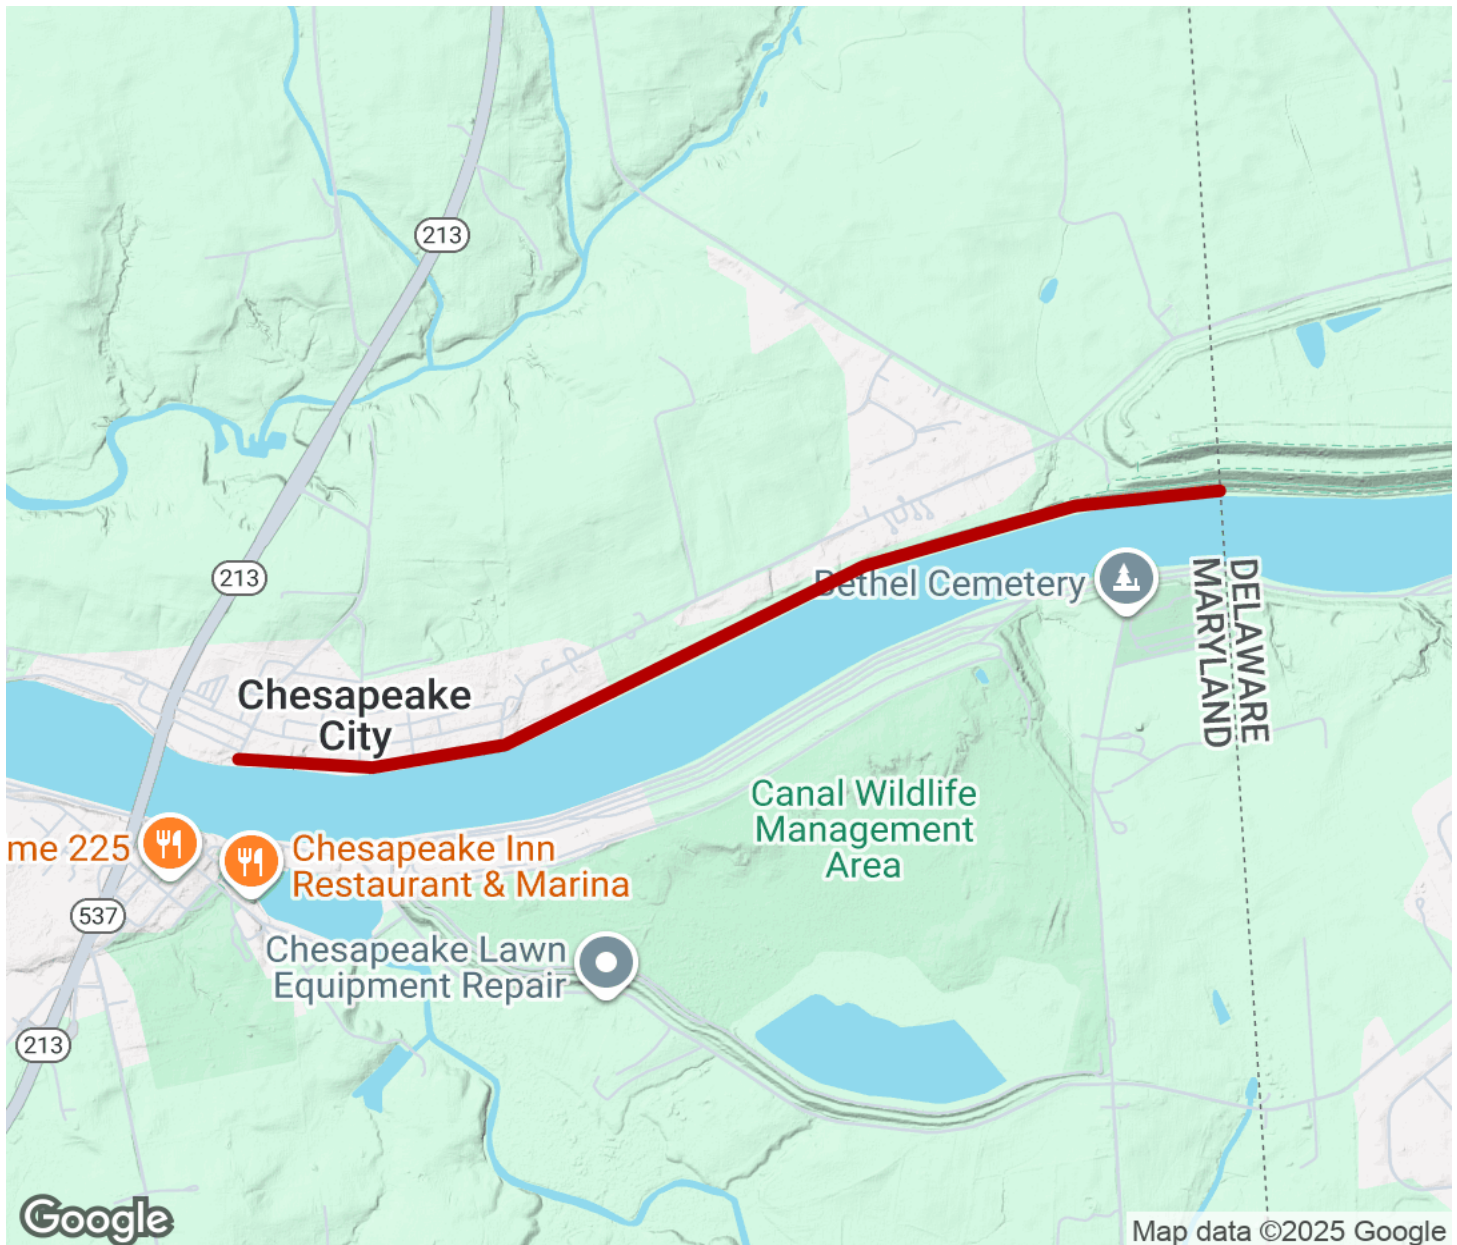 213
213
Bethel Cemetery
DELAWARE
MARYLAND
Chesapeake
City
Canal Wildlife
Management
Area
me 225
Chesapeake Inn
Restaurant & Marina
537
Chesapeake Lawn
Equipment Repair
213
Google
Map data ©2025 Google